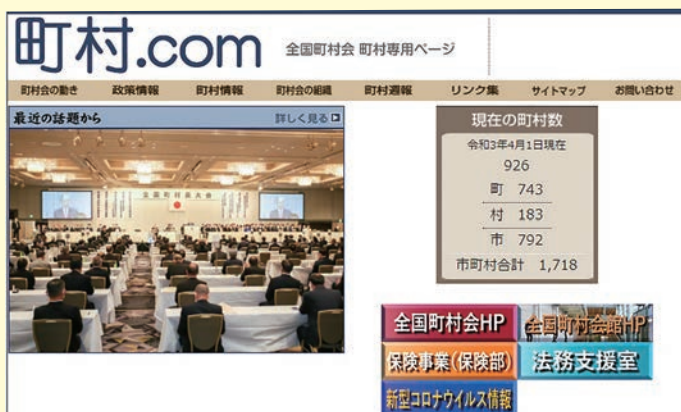 町村.com 全国町村会 町村専用ページ
町村会の動き 政策情報 町村情報 町村会の組織 町村週報 リンク集 サイトマップ お問い合わせ
最近の話題から 詳しく見る
全国町村長大会
現在の町村数
令和3年4月1日現在
926
町 743
村 183
市 792
市町村合計 1,718
全国町村会HP 全国町村会館HP
保険事業(保険部) 法務支援室
新型コロナウイルス情報